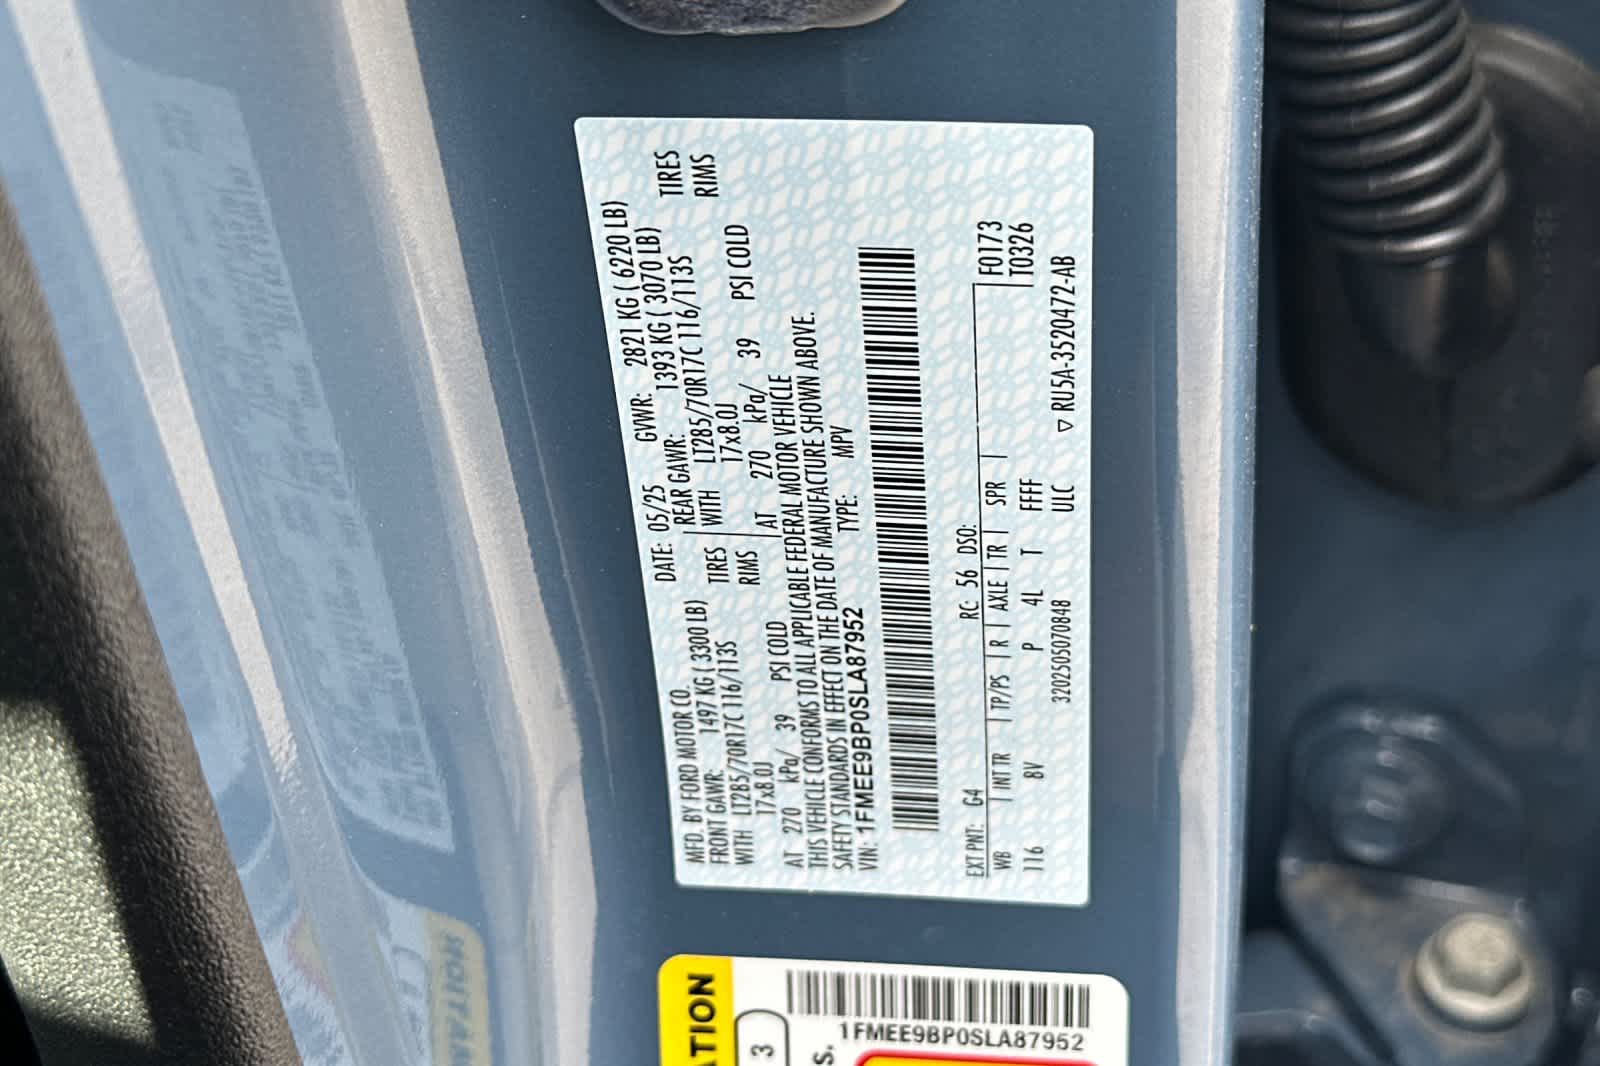 MFD. BY FORD MOTOR CO.
DATE: 05/25 GVWR: 2821 KG ( 6220 LB)
FRONT GAWR: 1497 KG ( 3300 LB) REAR GAWR: 1393 KG ( 3070 LB)
WITH LT285/70R17C 116/113S TIRES WITH LT285/70R17C 116/113S TIRES
17x8.0J RIMS 17x8.0J RIMS
AT 270 kPa/ 39 PSI COLD AT 270 kPa/ 39 PSI COLD
THIS VEHICLE CONFORMS TO ALL APPLICABLE FEDERAL MOTOR VEHICLE
SAFETY STANDARDS IN EFFECT ON THE DATE OF MANUFACTURE SHOWN ABOVE.
VIN: 1FMEE9BP0SLA87952 TYPE: MPV
EXT PNT: G4 RC: 56 DSO: F0173
WB INT TR TP/PS R AXLE TR SPR T0326
116 8V P 4L T FFFF
3202505070848 ULC ▽ RU5A-3520472-AB
ATION
3
S.
1FMEE9BP0SLA87952